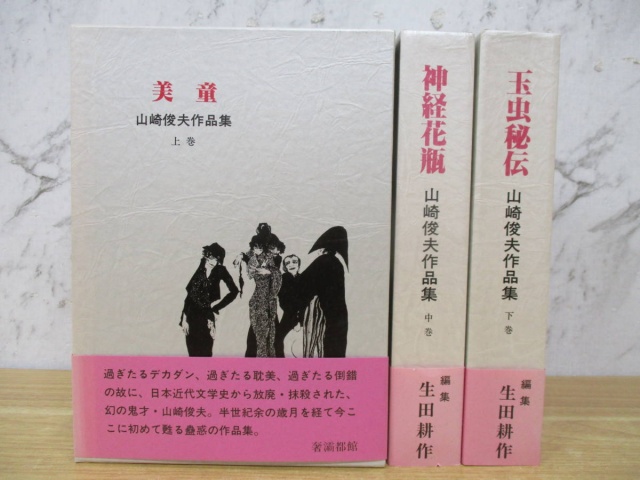 美童
山崎俊夫作品集
上巻
過ぎたるデカダン、過ぎたる耽美、過ぎたる倒錯
の故に、日本近代文学史から放废・抹殺された、
幻の鬼才・山崎俊夫。半世紀余の歳月を経て今こ
こに初めて甦る蠱惑の作品集。
奢灞都館
神経花瓶
山崎俊夫作品集
中巻
編集
生田耕作
玉虫秘伝
山崎俊夫作品集
下巻
編集
生田耕作